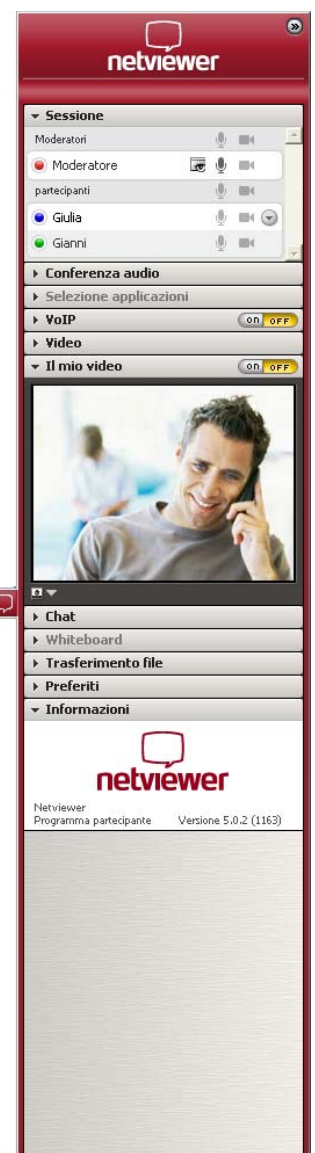 netviewer
Sessione
Moderatori
Moderatore
partecipanti
Giulia
Gianni
Conferenza audio
Selezione applicazioni
VoIP on OFF
Video
Il mio video on OFF
Chat
Whiteboard
Trasferimento file
Preferiti
Informazioni
netviewer
Netviewer
Programma partecipante Versione 5.0.2 (1163)